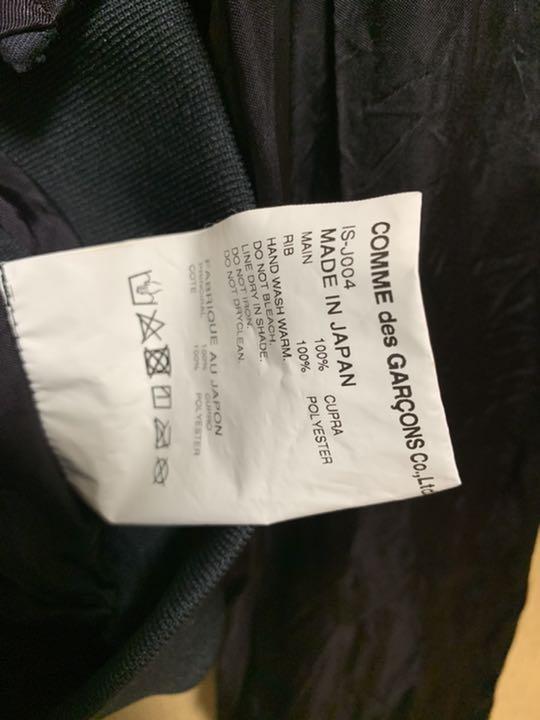 COMME des GARÇONS Co.,Ltd
IS-J004
MADE IN JAPAN
MAIN 100% CUPRA
RIB 100% POLYESTER
HAND WASH WARM.
DO NOT BLEACH.
LINE DRY IN SHADE.
DO NOT IRON.
DO NOT DRYCLEAN.
FABRIQUE AU JAPON
PRINCIPAL 100% CUPRO
COTE 100% POLYESTER